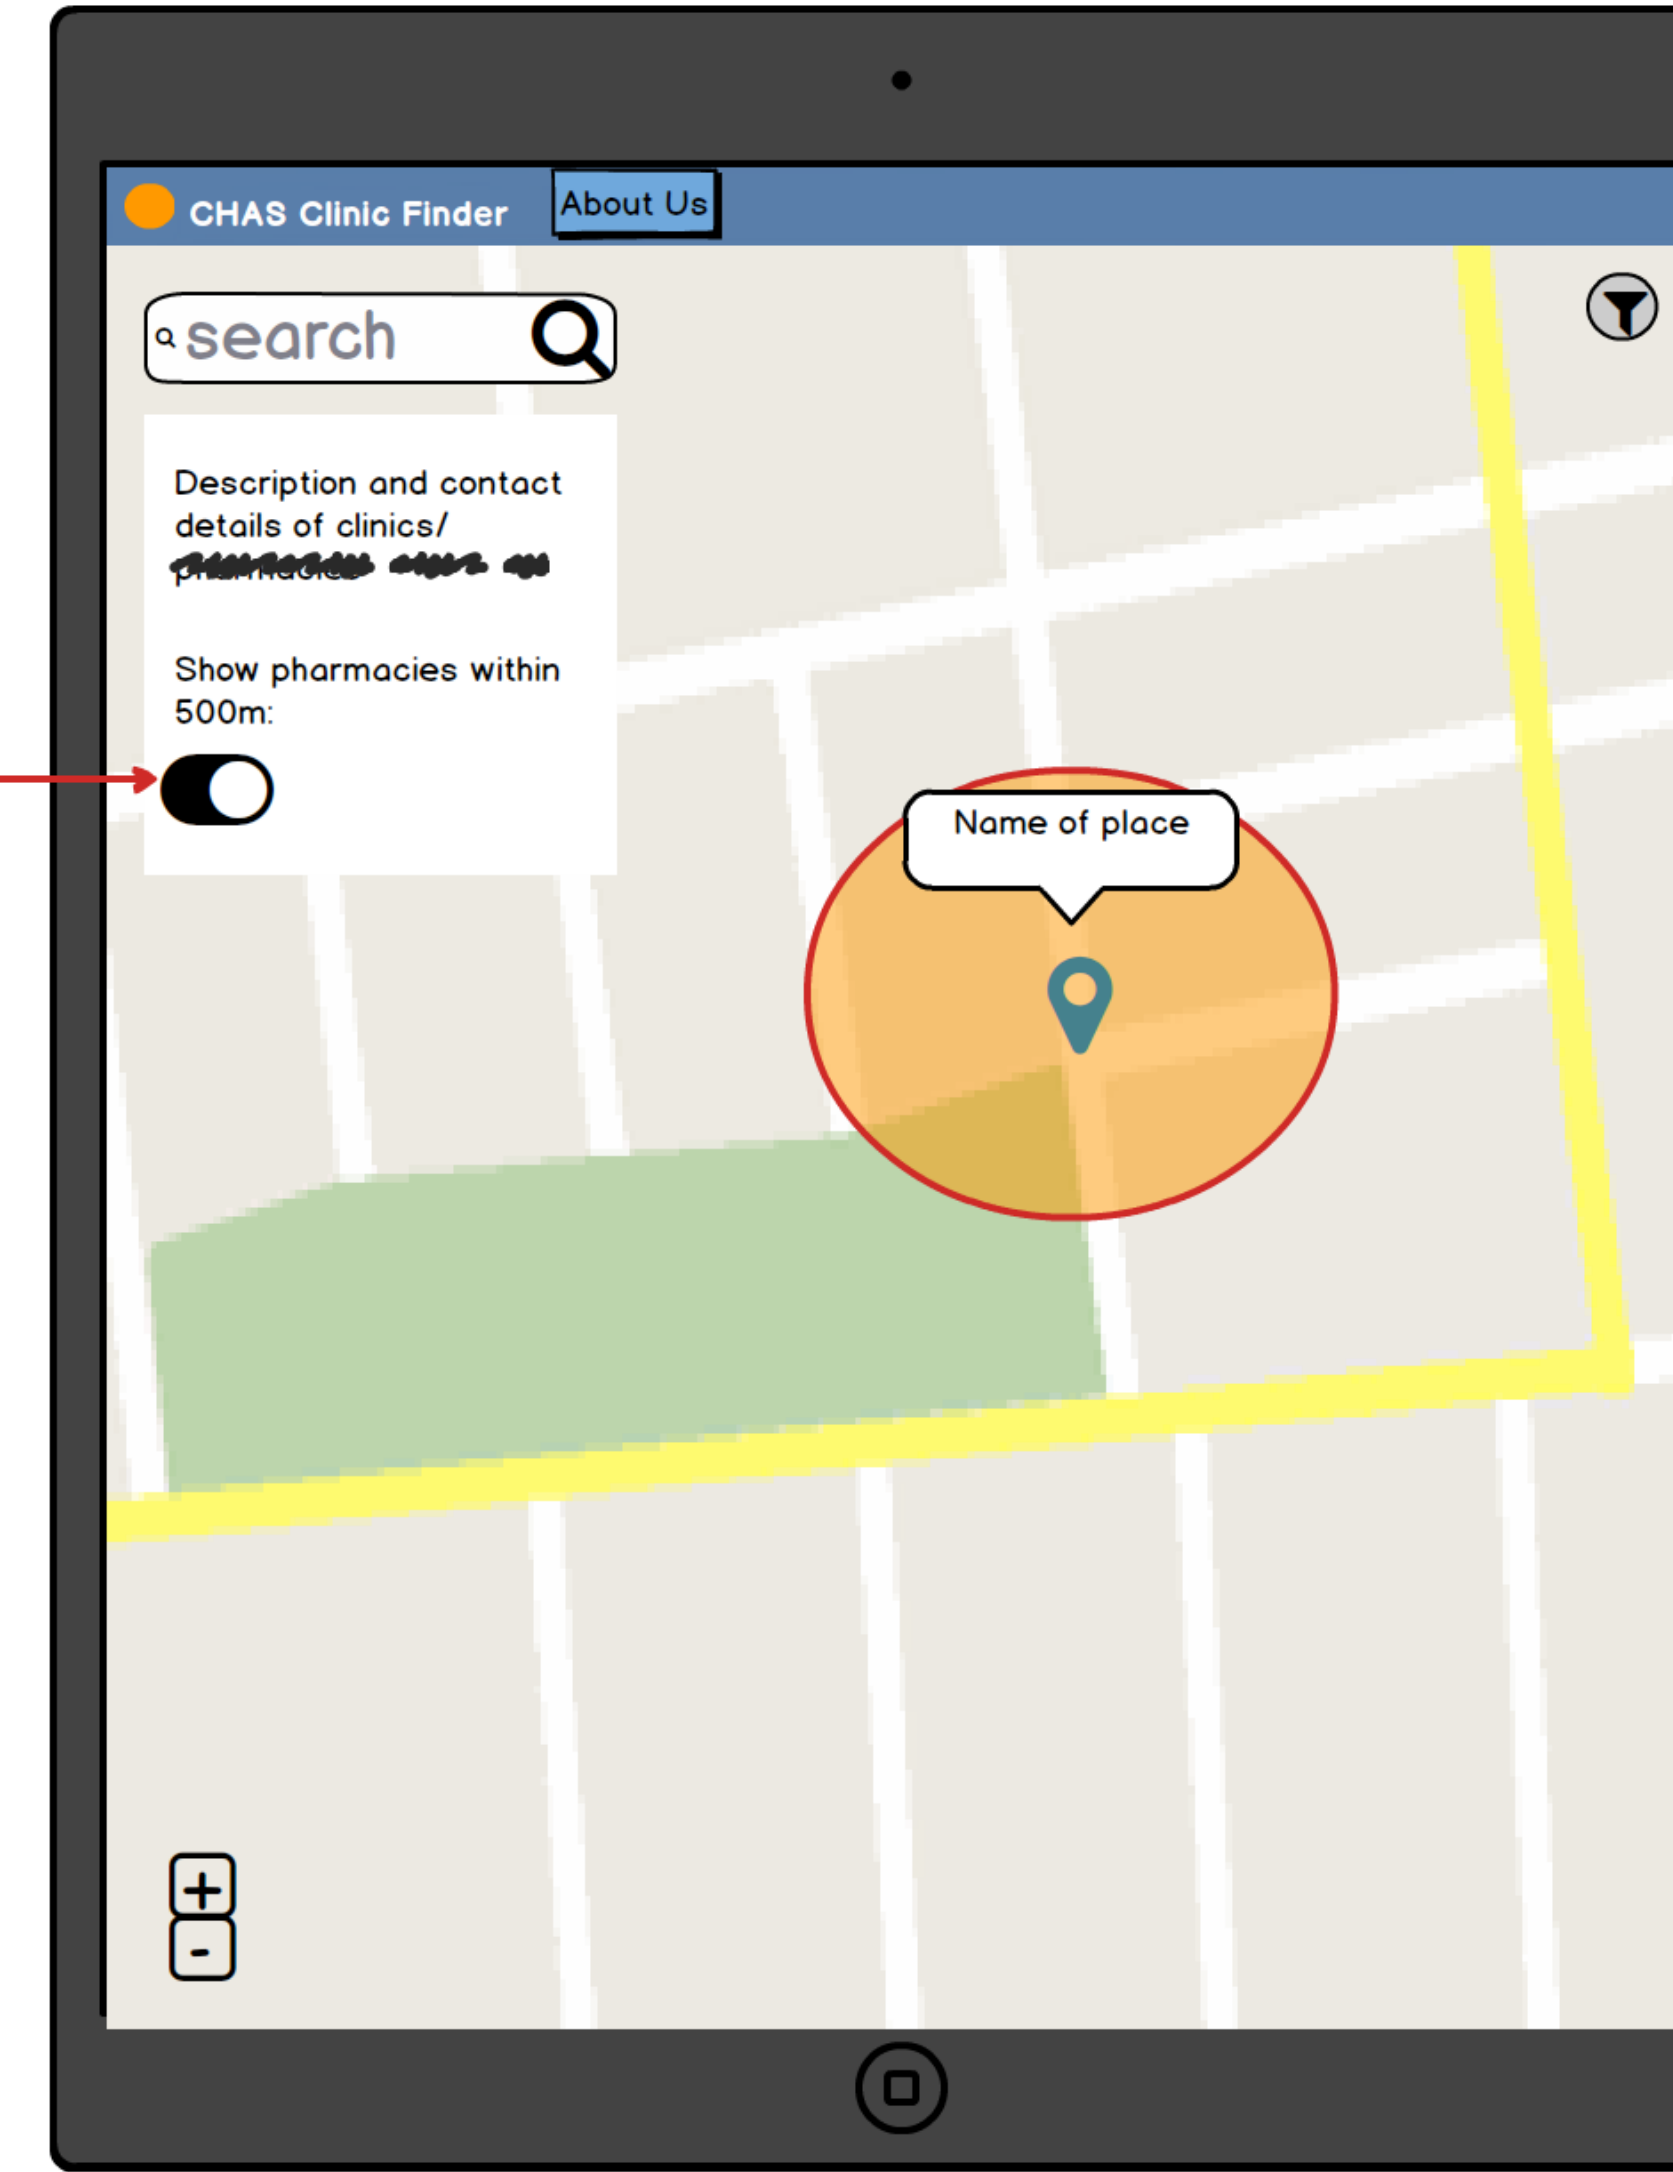 CHAS Clinic Finder
About Us
search
Description and contact
details of clinics/
Show pharmacies within
500m:
Name of place
+
-